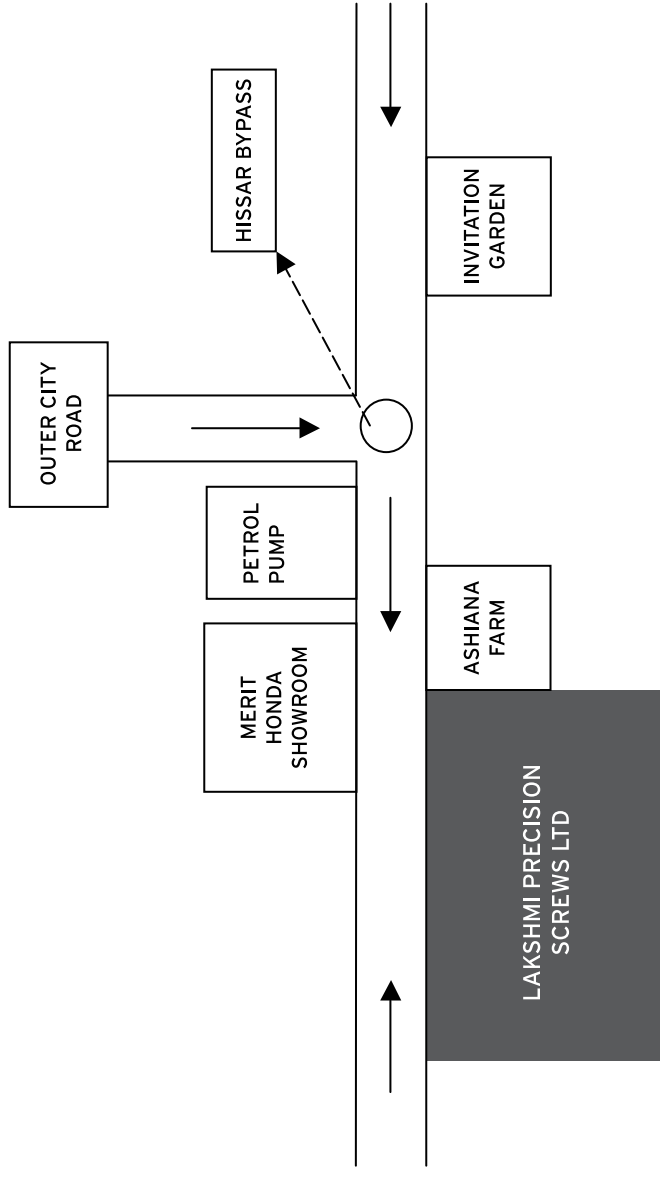 HISSAR BYPASS
INVITATION
GARDEN
OUTER CITY
ROAD
PETROL
PUMP
ASHIANA
FARM
MERIT
HONDA
SHOWROOM
LAKSHMI PRECISION
SCREWS LTD